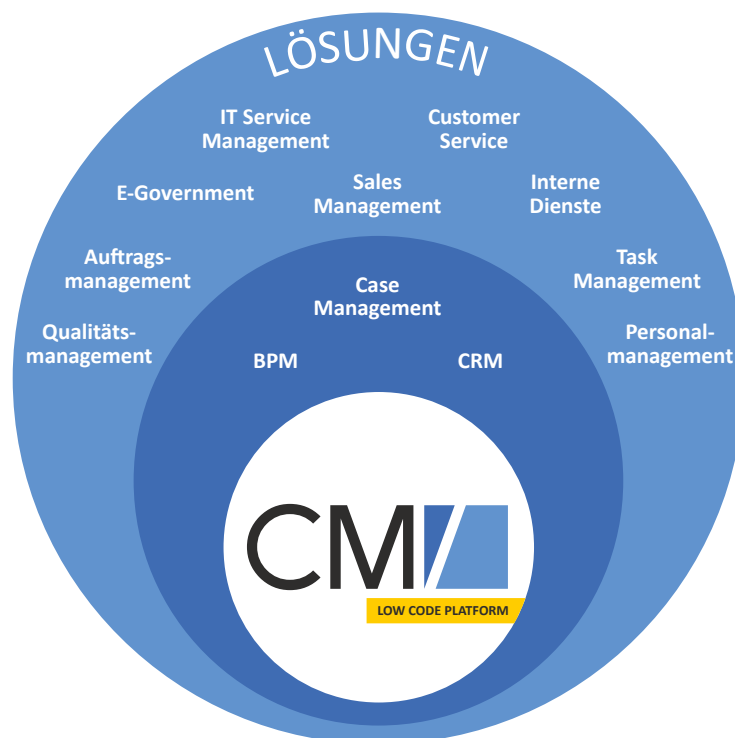 LÖSUNGEN
IT Service
Management
Customer
Service
E-Government
Sales
Management
Interne
Dienste
Auftrags-
management
Task
Management
Case
Management
Qualitäts-
management
Personal-
management
BPM
CRM
CM
LOW CODE PLATFORM